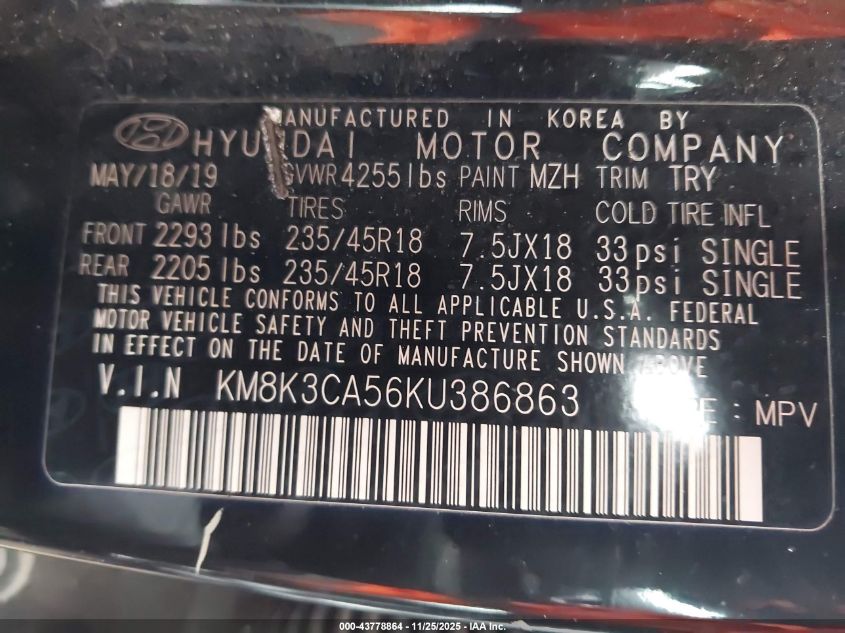 ANUFACTURED IN KOREA BY
HYU DAI MOTOR COMPANY
MAY/18/19 GVWR 4255 lbs PAINT MZH TRIM TRY
GAWR TIRES RIMS COLD TIRE INFL
FRONT 2293 lbs 235/45R18 7.5JX18 33psi SINGLE
REAR 2205 lbs 235/45R18 7.5JX18 33psi SINGLE
THIS VEHICLE CONFORMS TO ALL APPLICABLE U.S.A. FEDERAL
MOTOR VEHICLE SAFETY AND THEFT PREVENTION STANDARDS
IN EFFECT ON THE DATE OF MANUFACTURE SHOWN ABOVE.
V.I.N KM8K3CA56KU386863 : MPV
000-43778864 - 11/25/2025 - IAA Inc.